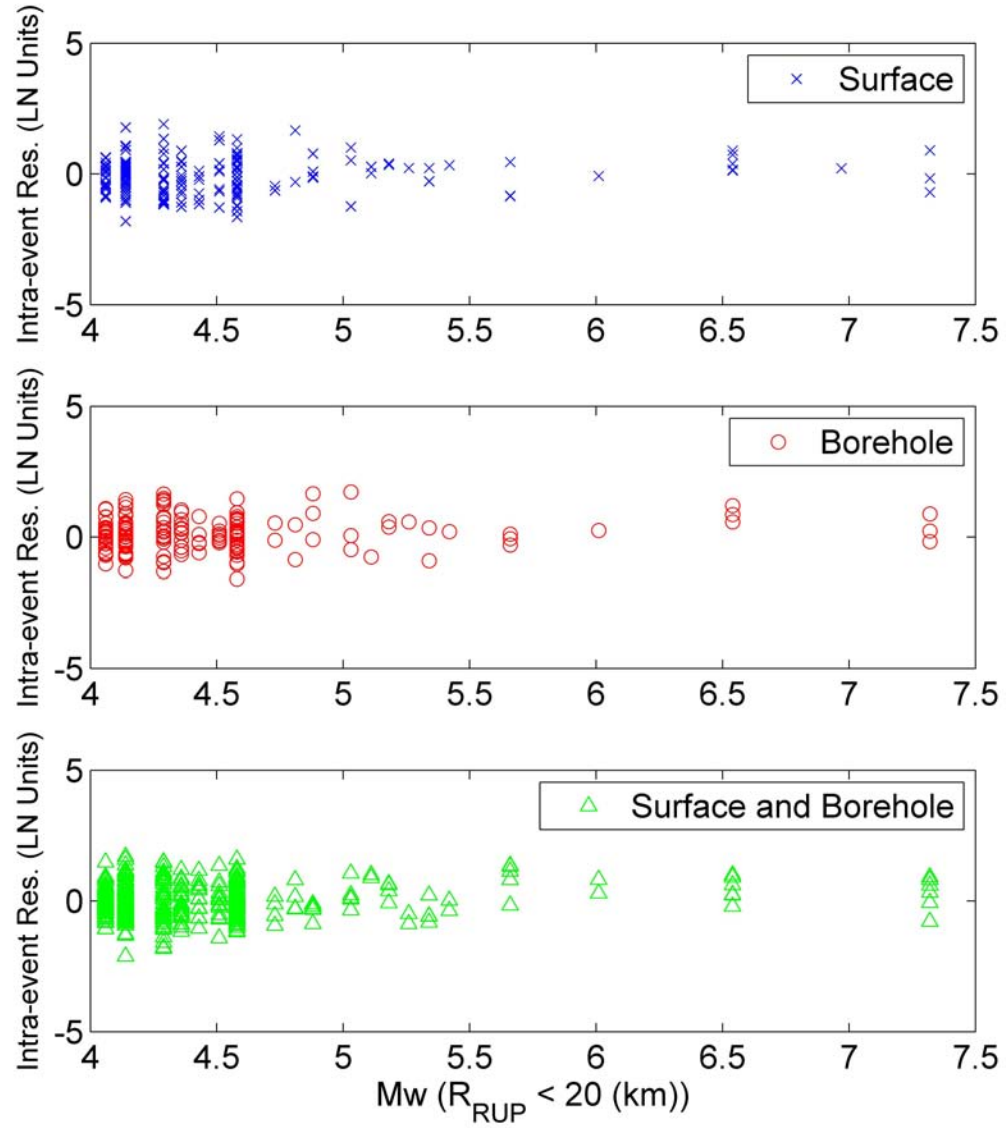 Intra-event Res. (LN Units)
5
0
-5
Surface
4 4.5 5 5.5 6 6.5 7 7.5
Intra-event Res. (LN Units)
5
0
-5
Borehole
4 4.5 5 5.5 6 6.5 7 7.5
Intra-event Res. (LN Units)
5
0
-5
Surface and Borehole
4 4.5 5 5.5 6 6.5 7 7.5
Mw (R_RUP < 20 (km))